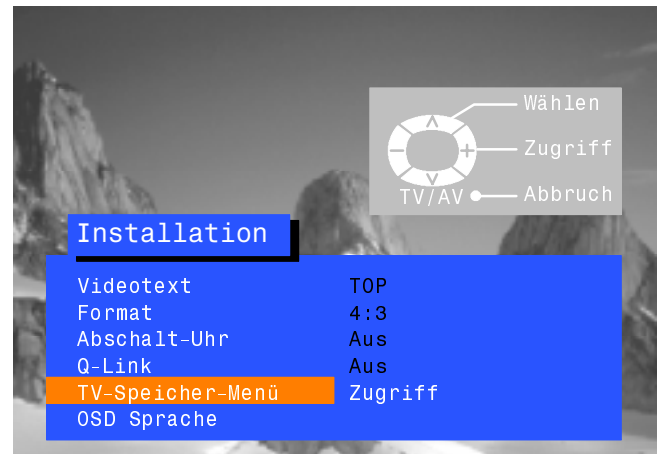 Wählen
Zugriff
TV/AV Abbruch
Installation
Videotext TOP
Format 4:3
Abschalt-Uhr Aus
Q-Link Aus
TV-Speicher-Menü Zugriff
OSD Sprache